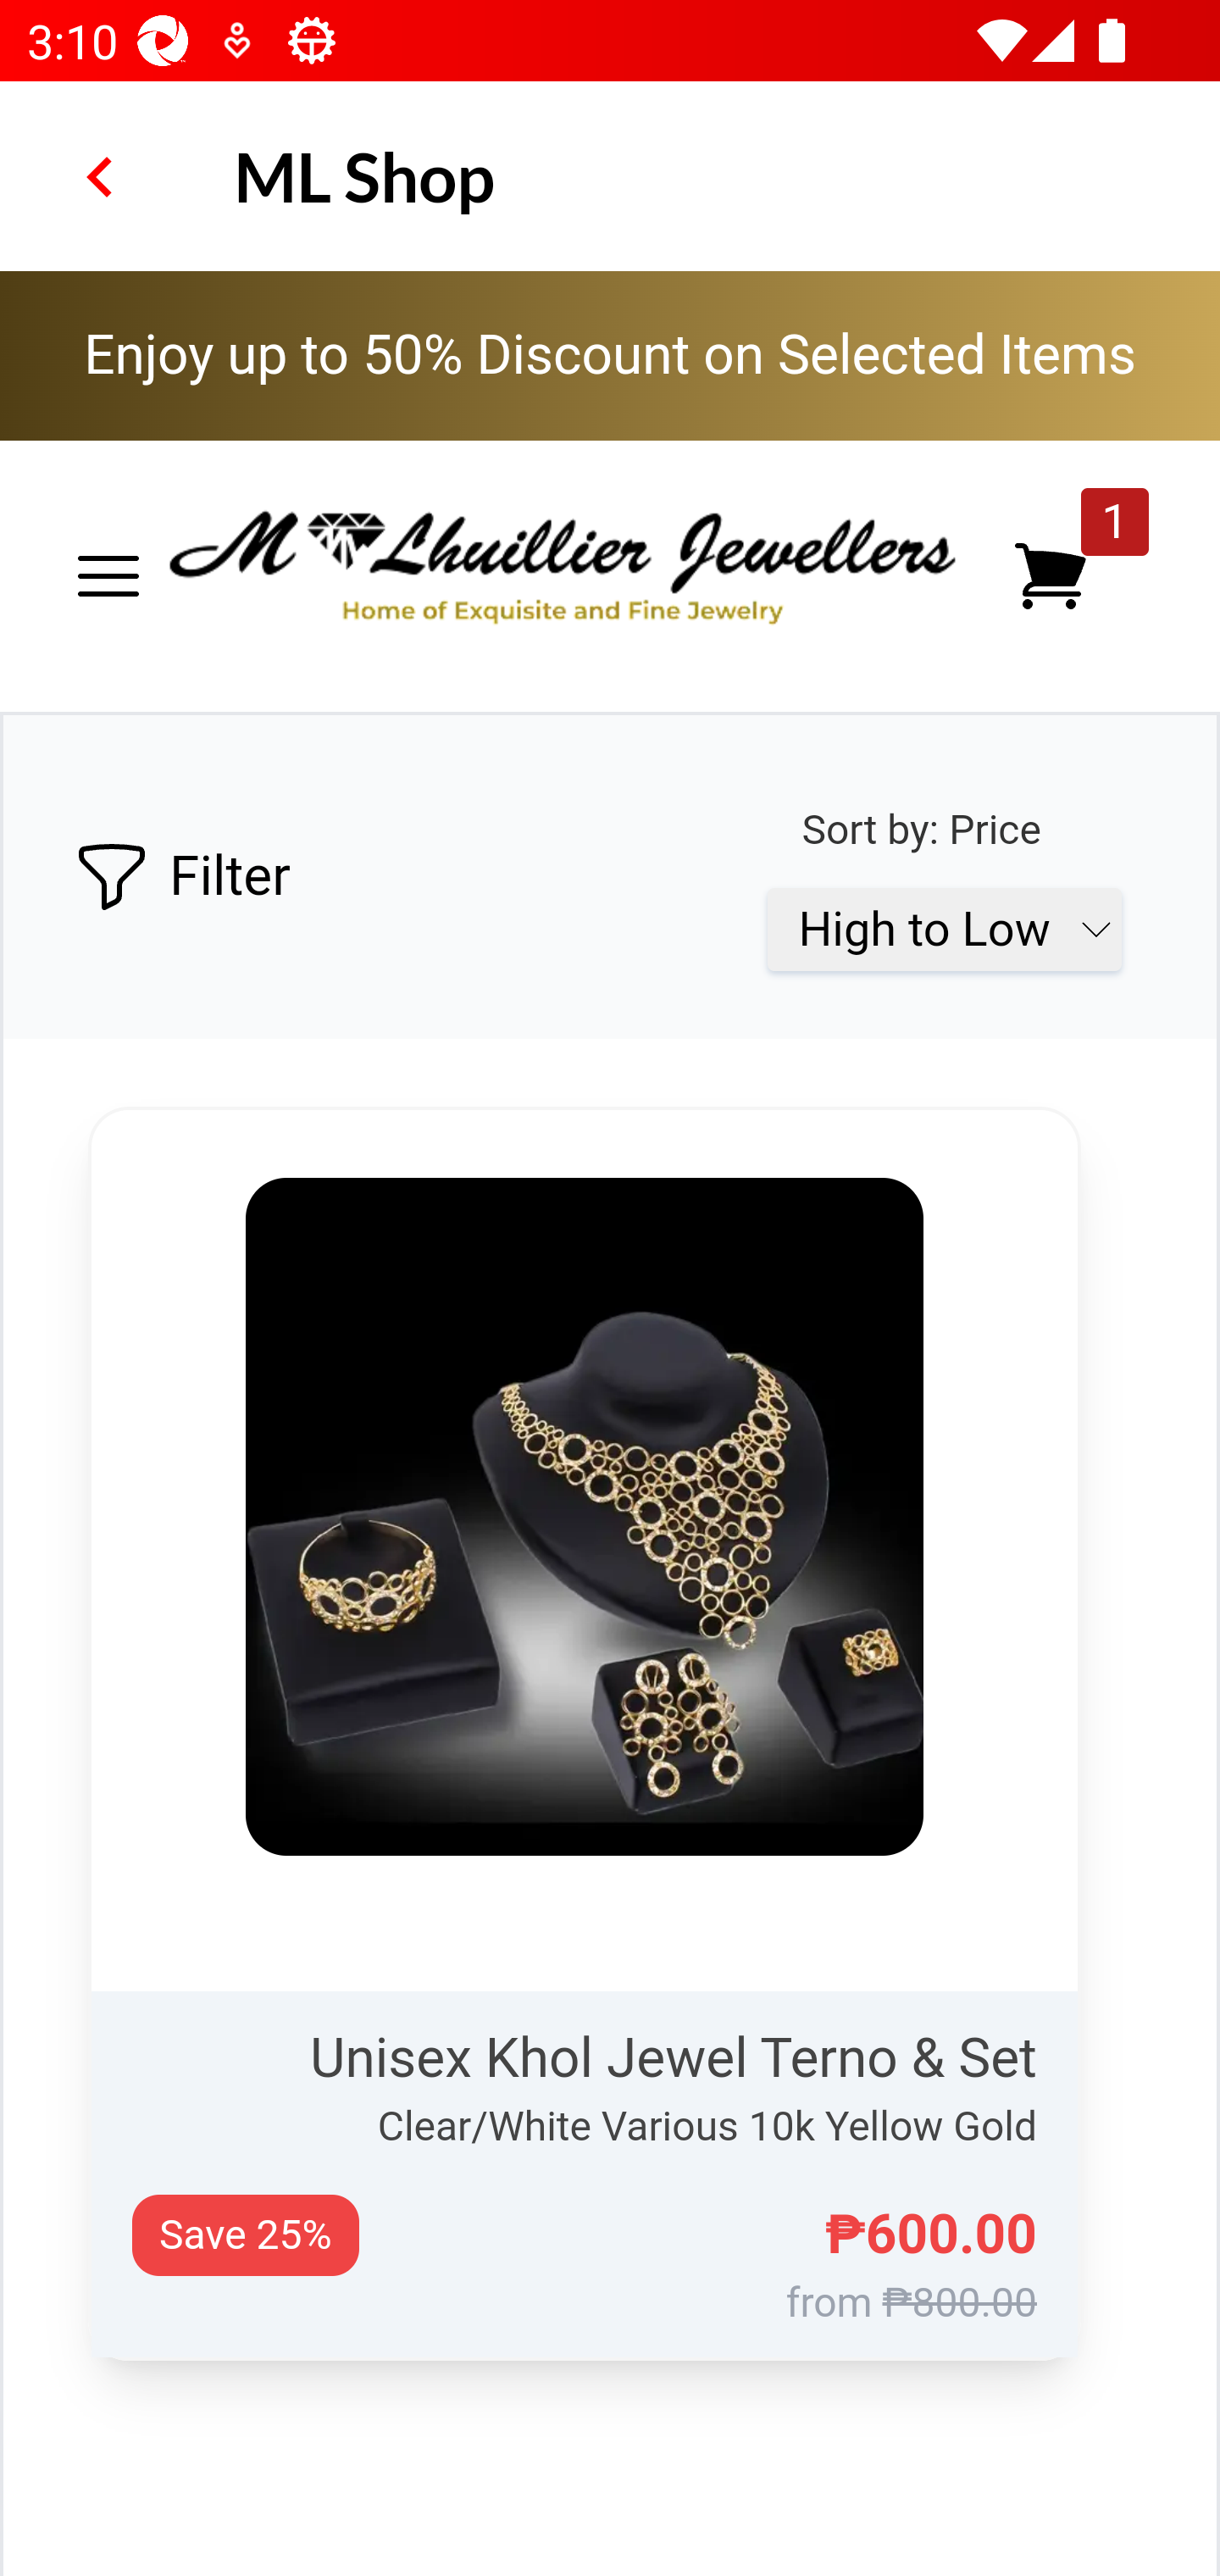 3:10
ML Shop
Enjoy up to 50% Discount on Selected Items
M Lhuillier Jewellers
Home of Exquisite and Fine Jewelry
1
Sort by: Price
Filter
High to Low
Unisex Khol Jewel Terno & Set
Clear/White Various 10k Yellow Gold
Save 25%
₱600.00
from ₱800.00